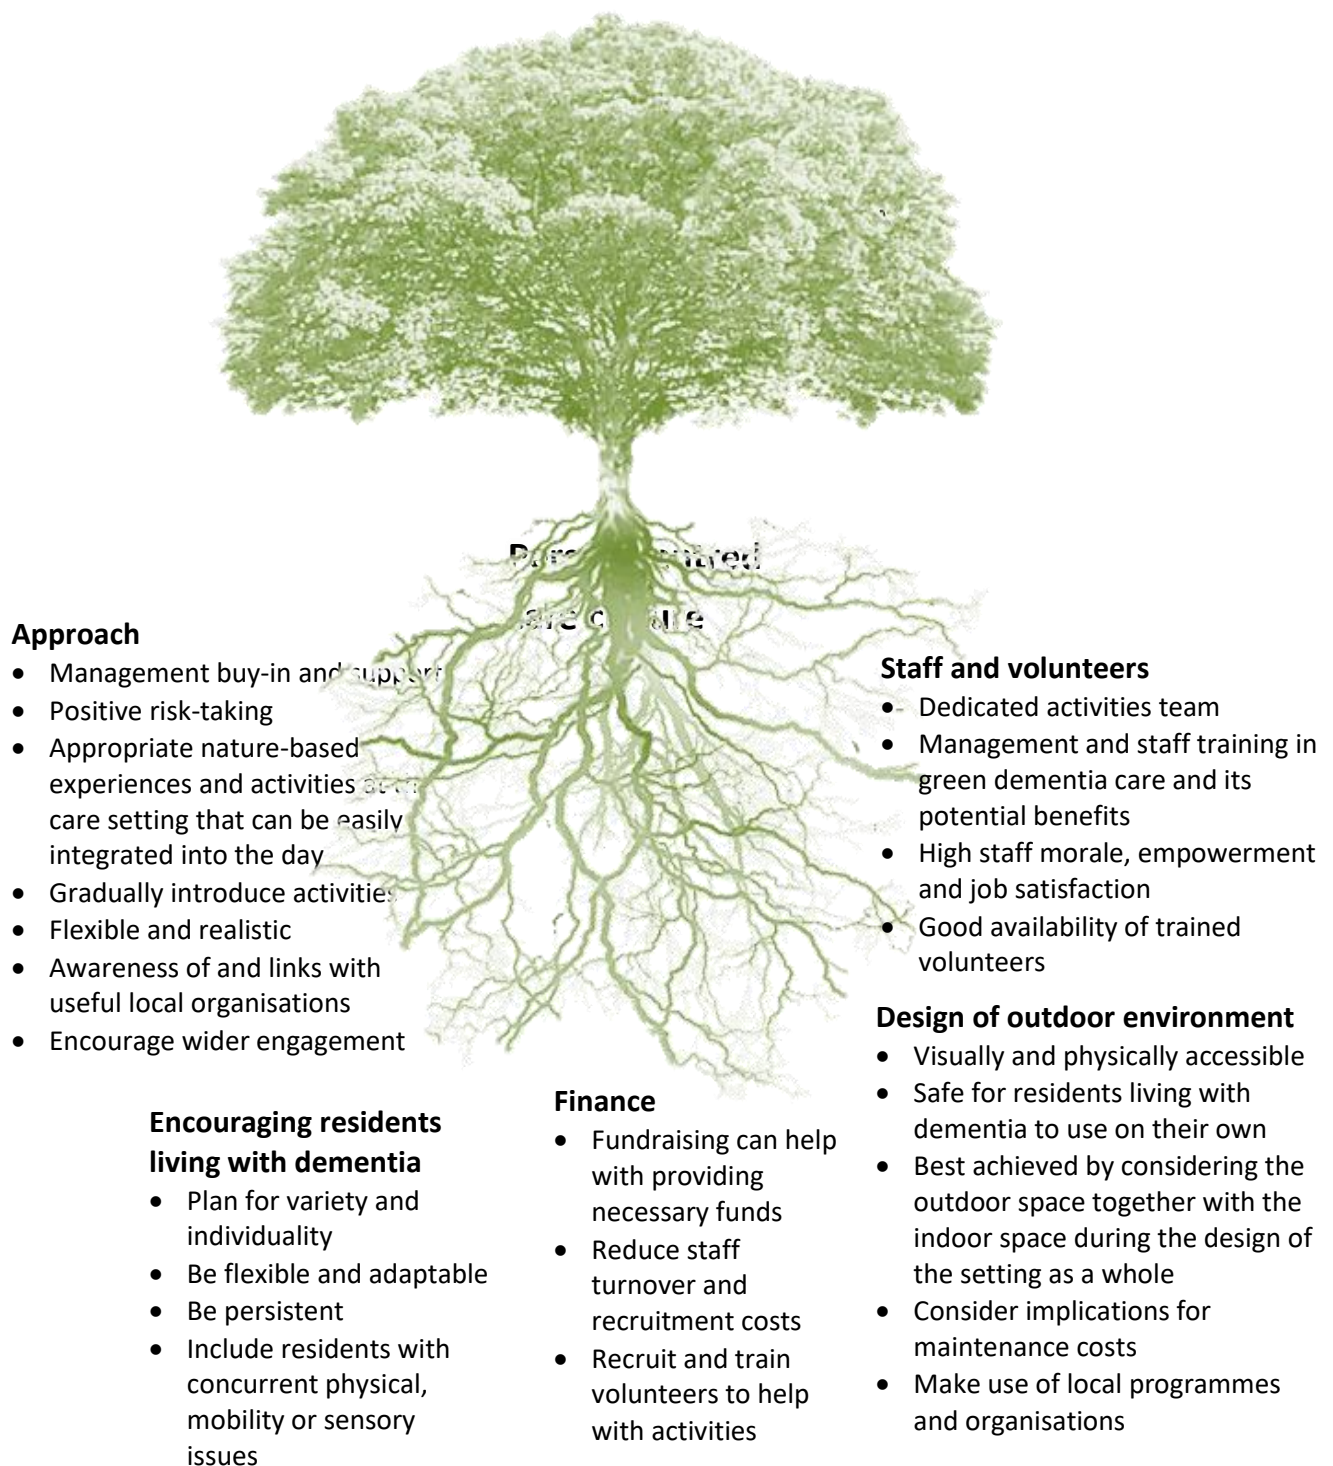 Approach
• Management buy-in and support
• Positive risk-taking
• Appropriate nature-based
experiences and activities
care setting that can be easily
integrated into the day
• Gradually introduce activities
• Flexible and realistic
• Awareness of and links with
useful local organisations
• Encourage wider engagement
Encouraging residents
living with dementia
• Plan for variety and
individuality
• Be flexible and adaptable
• Be persistent
• Include residents with
concurrent physical,
mobility or sensory
issues
Finance
• Fundraising can help
with providing
necessary funds
• Reduce staff
turnover and
recruitment costs
• Recruit and train
volunteers to help
with activities
Staff and volunteers
• Dedicated activities team
• Management and staff training in
green dementia care and its
potential benefits
• High staff morale, empowerment
and job satisfaction
• Good availability of trained
volunteers
Design of outdoor environment
• Visually and physically accessible
• Safe for residents living with
dementia to use on their own
• Best achieved by considering the
outdoor space together with the
indoor space during the design of
the setting as a whole
• Consider implications for
maintenance costs
• Make use of local programmes
and organisations